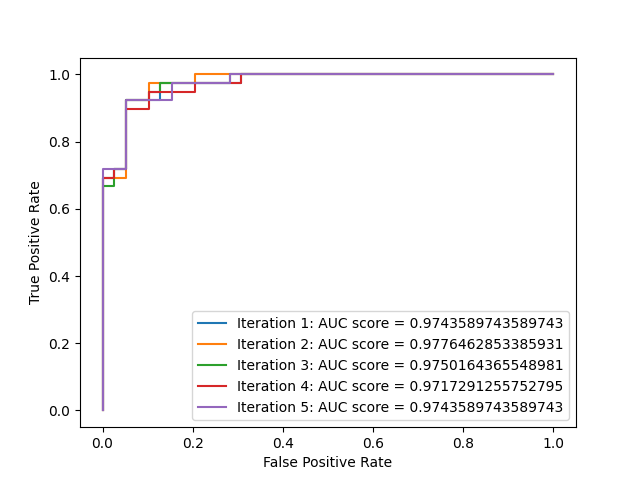 1.0
0.8
0.6
0.4
0.2
0.0
True Positive Rate
Iteration 1: AUC score = 0.9743589743589743
Iteration 2: AUC score = 0.9776462853385931
Iteration 3: AUC score = 0.9750164365548981
Iteration 4: AUC score = 0.9717291255752795
Iteration 5: AUC score = 0.9743589743589743
0.0 0.2 0.4 0.6 0.8 1.0
False Positive Rate